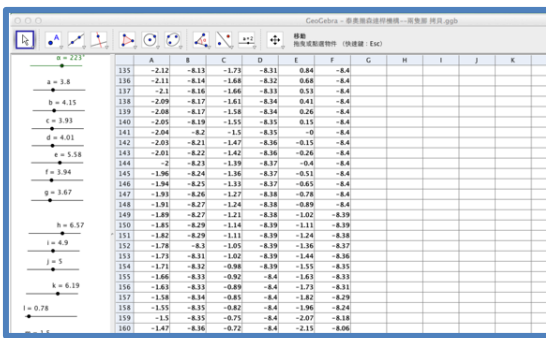 GeoGebra – 泰奧揚森連桿機構--兩隻腳 拷貝.ggb
a=2
移動
拖曳或點選物件 （快速鍵：Esc）
α = 223°
a = 3.8
b = 4.15
c = 3.93
d = 4.01
e = 5.58
f = 3.94
g = 3.67
h = 6.57
i = 4.9
j = 5
k = 6.19
l = 0.78
m = 1.5
A B C D E F G H I J K
135 −2.12 −8.13 −1.73 −8.31 0.84 −8.4
136 −2.11 −8.14 −1.68 −8.32 0.68 −8.4
137 −2.1 −8.16 −1.66 −8.33 0.53 −8.4
138 −2.09 −8.17 −1.61 −8.34 0.41 −8.4
139 −2.08 −8.17 −1.58 −8.34 0.26 −8.4
140 −2.05 −8.19 −1.55 −8.35 0.15 −8.4
141 −2.04 −8.2 −1.5 −8.35 −0 −8.4
142 −2.03 −8.21 −1.47 −8.36 −0.15 −8.4
143 −2.01 −8.22 −1.42 −8.36 −0.26 −8.4
144 −2 −8.23 −1.39 −8.37 −0.4 −8.4
145 −1.96 −8.24 −1.36 −8.37 −0.51 −8.4
146 −1.94 −8.25 −1.33 −8.37 −0.65 −8.4
147 −1.93 −8.26 −1.27 −8.38 −0.78 −8.4
148 −1.91 −8.27 −1.24 −8.38 −0.89 −8.4
149 −1.89 −8.27 −1.21 −8.38 −1.02 −8.39
150 −1.85 −8.29 −1.14 −8.39 −1.11 −8.39
151 −1.82 −8.29 −1.11 −8.39 −1.24 −8.38
152 −1.78 −8.3 −1.05 −8.39 −1.36 −8.37
153 −1.73 −8.31 −1.02 −8.39 −1.44 −8.36
154 −1.71 −8.32 −0.98 −8.39 −1.55 −8.35
155 −1.66 −8.33 −0.92 −8.4 −1.63 −8.33
156 −1.63 −8.33 −0.89 −8.4 −1.73 −8.31
157 −1.58 −8.34 −0.85 −8.4 −1.82 −8.29
158 −1.55 −8.35 −0.82 −8.4 −1.96 −8.24
159 −1.5 −8.35 −0.75 −8.4 −2.07 −8.18
160 −1.47 −8.36 −0.72 −8.4 −2.15 −8.06